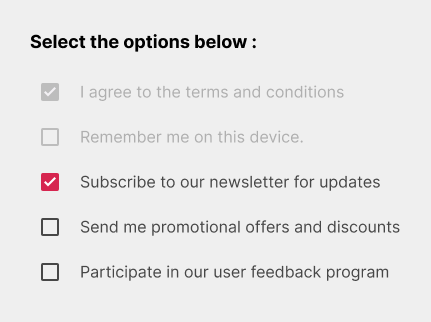 Select the options below :
I agree to the terms and conditions
Remember me on this device.
Subscribe to our newsletter for updates
Send me promotional offers and discounts
Participate in our user feedback program